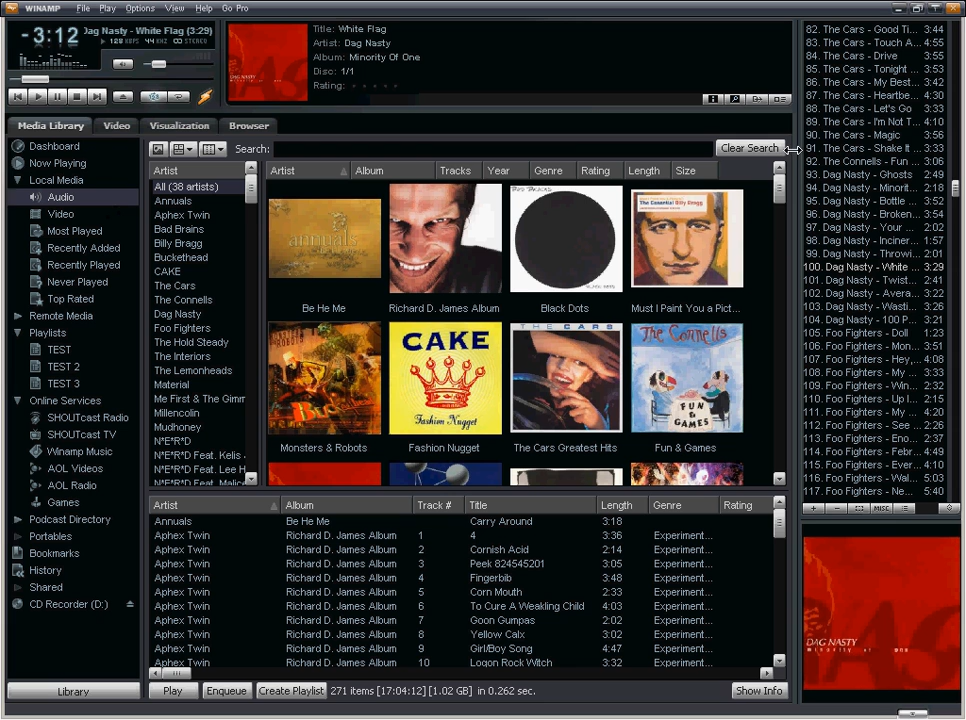 WINAMP File Play Options View Help Go Pro
-3:12
Dag Nasty - White Flag (3:29)
128 KBPS 44 KHZ STEREO
Title: White Flag
Artist: Dag Nasty
Album: Minority Of One
Disc: 1/1
Rating:
DAG NASTY
Media Library Video Visualization Browser
Dashboard
Now Playing
Local Media
Audio
Video
Most Played
Recently Added
Recently Played
Never Played
Top Rated
Remote Media
Playlists
TEST
TEST 2
TEST 3
Online Services
SHOUTcast Radio
SHOUTcast TV
Winamp Music
AOL Videos
AOL Radio
Games
Podcast Directory
Portables
Bookmarks
History
Shared
CD Recorder (D:)
Library
Search: Clear Search
Artist
All (38 artists)
Annuals
Aphex Twin
Bad Brains
Billy Bragg
Buckethead
CAKE
The Cars
The Connells
Dag Nasty
Foo Fighters
The Hold Steady
The Interiors
The Lemonheads
Material
Me First & The Gimm
Millencolin
Mudhoney
N*E*R*D
N*E*R*D Feat. Kelis
N*E*R*D Feat. Lee H
N*E*R*D Feat. Malice
Artist Album Tracks Year Genre Rating Length Size
annuals
The Essential Billy Bragg
Be He Me
Richard D. James Album
Black Dots
Must I Paint You a Pict...
CAKE
Fashion Nugget
THE CARS
The Connells
FUN & GAMES
Monsters & Robots
Fashion Nugget
The Cars Greatest Hits
Fun & Games
Artist Album Track # Title Length Genre Rating
Annuals Be He Me Carry Around 3:18
Aphex Twin Richard D. James Album 1 4 3:36 Experiment...
Aphex Twin Richard D. James Album 2 Cornish Acid 2:14 Experiment...
Aphex Twin Richard D. James Album 3 Peek 824545201 3:05 Experiment...
Aphex Twin Richard D. James Album 4 Fingerbib 3:48 Experiment...
Aphex Twin Richard D. James Album 5 Corn Mouth 2:33 Experiment...
Aphex Twin Richard D. James Album 6 To Cure A Weakling Child 4:03 Experiment...
Aphex Twin Richard D. James Album 7 Goon Gumpas 2:02 Experiment...
Aphex Twin Richard D. James Album 8 Yellow Calx 3:02 Experiment...
Aphex Twin Richard D. James Album 9 Girl/Boy Song 4:47 Experiment...
Aphex Twin Richard D. James Album 10 Logon Rock Witch 3:32 Experiment...
Play Enqueue Create Playlist 271 items [17:04:12] [1.02 GB] in 0.262 sec. Show Info
82. The Cars - Good Ti... 3:44
83. The Cars - Touch A... 4:55
84. The Cars - Drive 3:55
85. The Cars - Tonight ... 3:53
86. The Cars - My Best... 3:42
87. The Cars - Heartbe... 4:30
88. The Cars - Let's Go 3:33
89. The Cars - I'm Not T... 4:10
90. The Cars - Magic 3:56
91. The Cars - Shake It ... 3:33
92. The Connells - Fun ... 3:06
93. Dag Nasty - Ghosts 2:49
94. Dag Nasty - Minorit... 2:18
95. Dag Nasty - Bottle ... 3:52
96. Dag Nasty - Broken... 3:54
97. Dag Nasty - Your ... 2:02
98. Dag Nasty - Inciner... 1:57
99. Dag Nasty - Throwi... 2:01
100. Dag Nasty - White ... 3:29
101. Dag Nasty - Twist... 2:41
102. Dag Nasty - Avera... 3:22
103. Dag Nasty - Wasti... 3:26
104. Dag Nasty - 100 P... 3:21
105. Foo Fighters - Doll 1:23
106. Foo Fighters - Mon... 3:51
107. Foo Fighters - Hey,... 4:08
108. Foo Fighters - My ... 3:33
109. Foo Fighters - Win... 2:32
110. Foo Fighters - Up I... 2:15
111. Foo Fighters - My ... 4:20
112. Foo Fighters - See ... 2:26
113. Foo Fighters - Eno... 2:37
114. Foo Fighters - Febr... 4:49
115. Foo Fighters - Ever... 4:10
116. Foo Fighters - Wal... 5:03
117. Foo Fighters - Ne... 5:40
MISC
DAG NASTY
minority of one